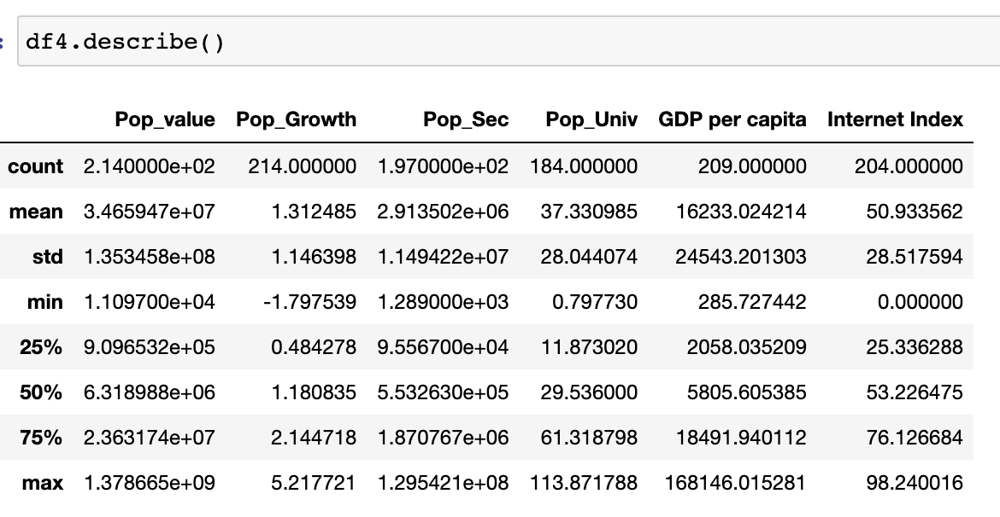 : df4.describe()
Pop_value Pop_Growth Pop_Sec Pop_Univ GDP per capita Internet Index
count 2.140000e+02 214.000000 1.970000e+02 184.000000 209.000000 204.000000
mean 3.465947e+07 1.312485 2.913502e+06 37.330985 16233.024214 50.933562
std 1.353458e+08 1.146398 1.149422e+07 28.044074 24543.201303 28.517594
min 1.109700e+04 -1.797539 1.289000e+03 0.797730 285.727442 0.000000
25% 9.096532e+05 0.484278 9.556700e+04 11.873020 2058.035209 25.336288
50% 6.318988e+06 1.180835 5.532630e+05 29.536000 5805.605385 53.226475
75% 2.363174e+07 2.144718 1.870767e+06 61.318798 18491.940112 76.126684
max 1.378665e+09 5.217721 1.295421e+08 113.871788 168146.015281 98.240016